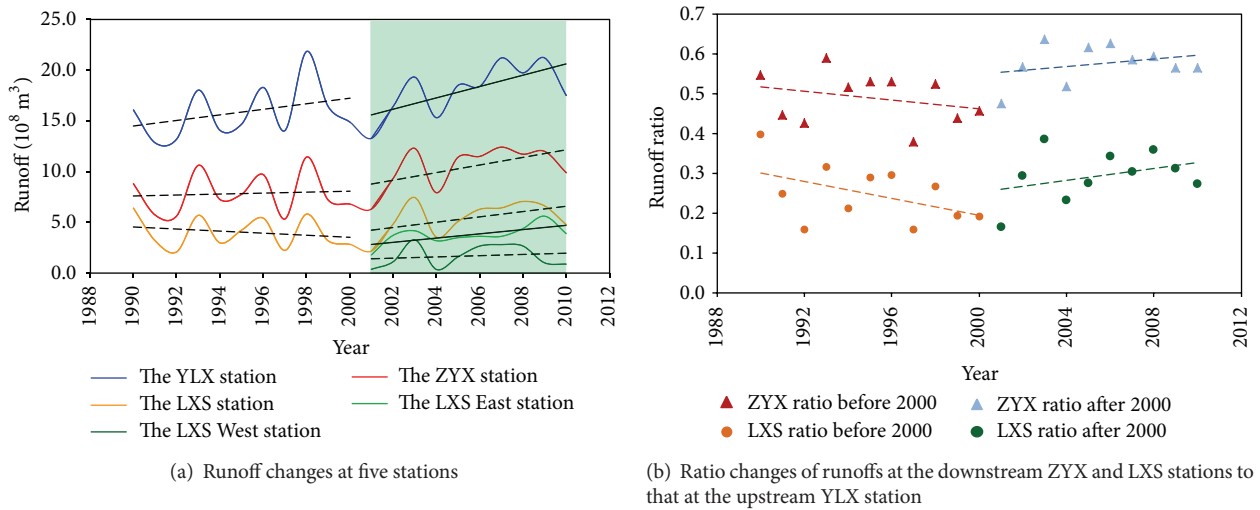 25.0
20.0
15.0
10.0
5.0
0.0
Runoff (10⁸ m³)
1988
1990
1992
1994
1996
1998
2000
2002
2004
2006
2008
2010
2012
Year
The YLX station
The ZYX station
The LXS station
The LXS East station
The LXS West station
(a) Runoff changes at five stations
0.7
0.6
0.5
0.4
0.3
0.2
0.1
0.0
Runoff ratio
1988
1992
1996
2000
2004
2008
2012
Year
ZYX ratio before 2000
ZYX ratio after 2000
LXS ratio before 2000
LXS ratio after 2000
(b) Ratio changes of runoffs at the downstream ZYX and LXS stations to
that at the upstream YLX station